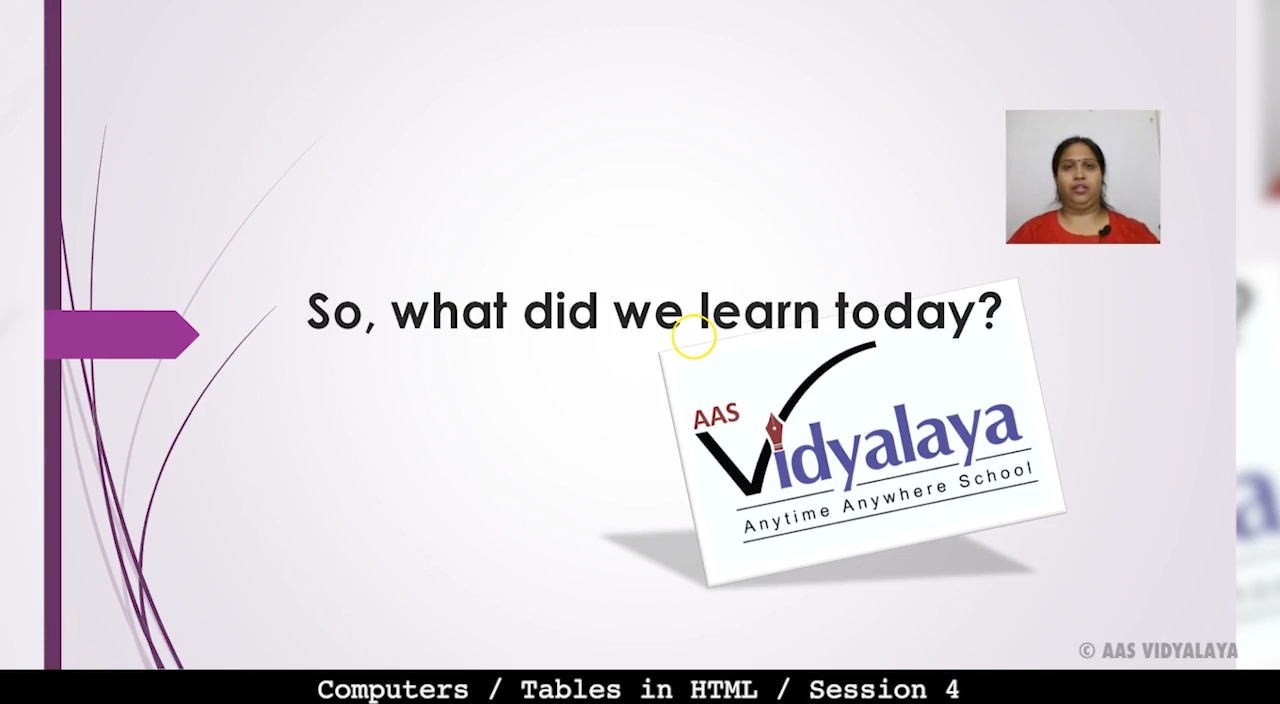 So, what did we learn today?
AAS
Vidyalaya
Anytime Anywhere School
© AAS VIDYALAYA
Computers / Tables in HTML / Session 4